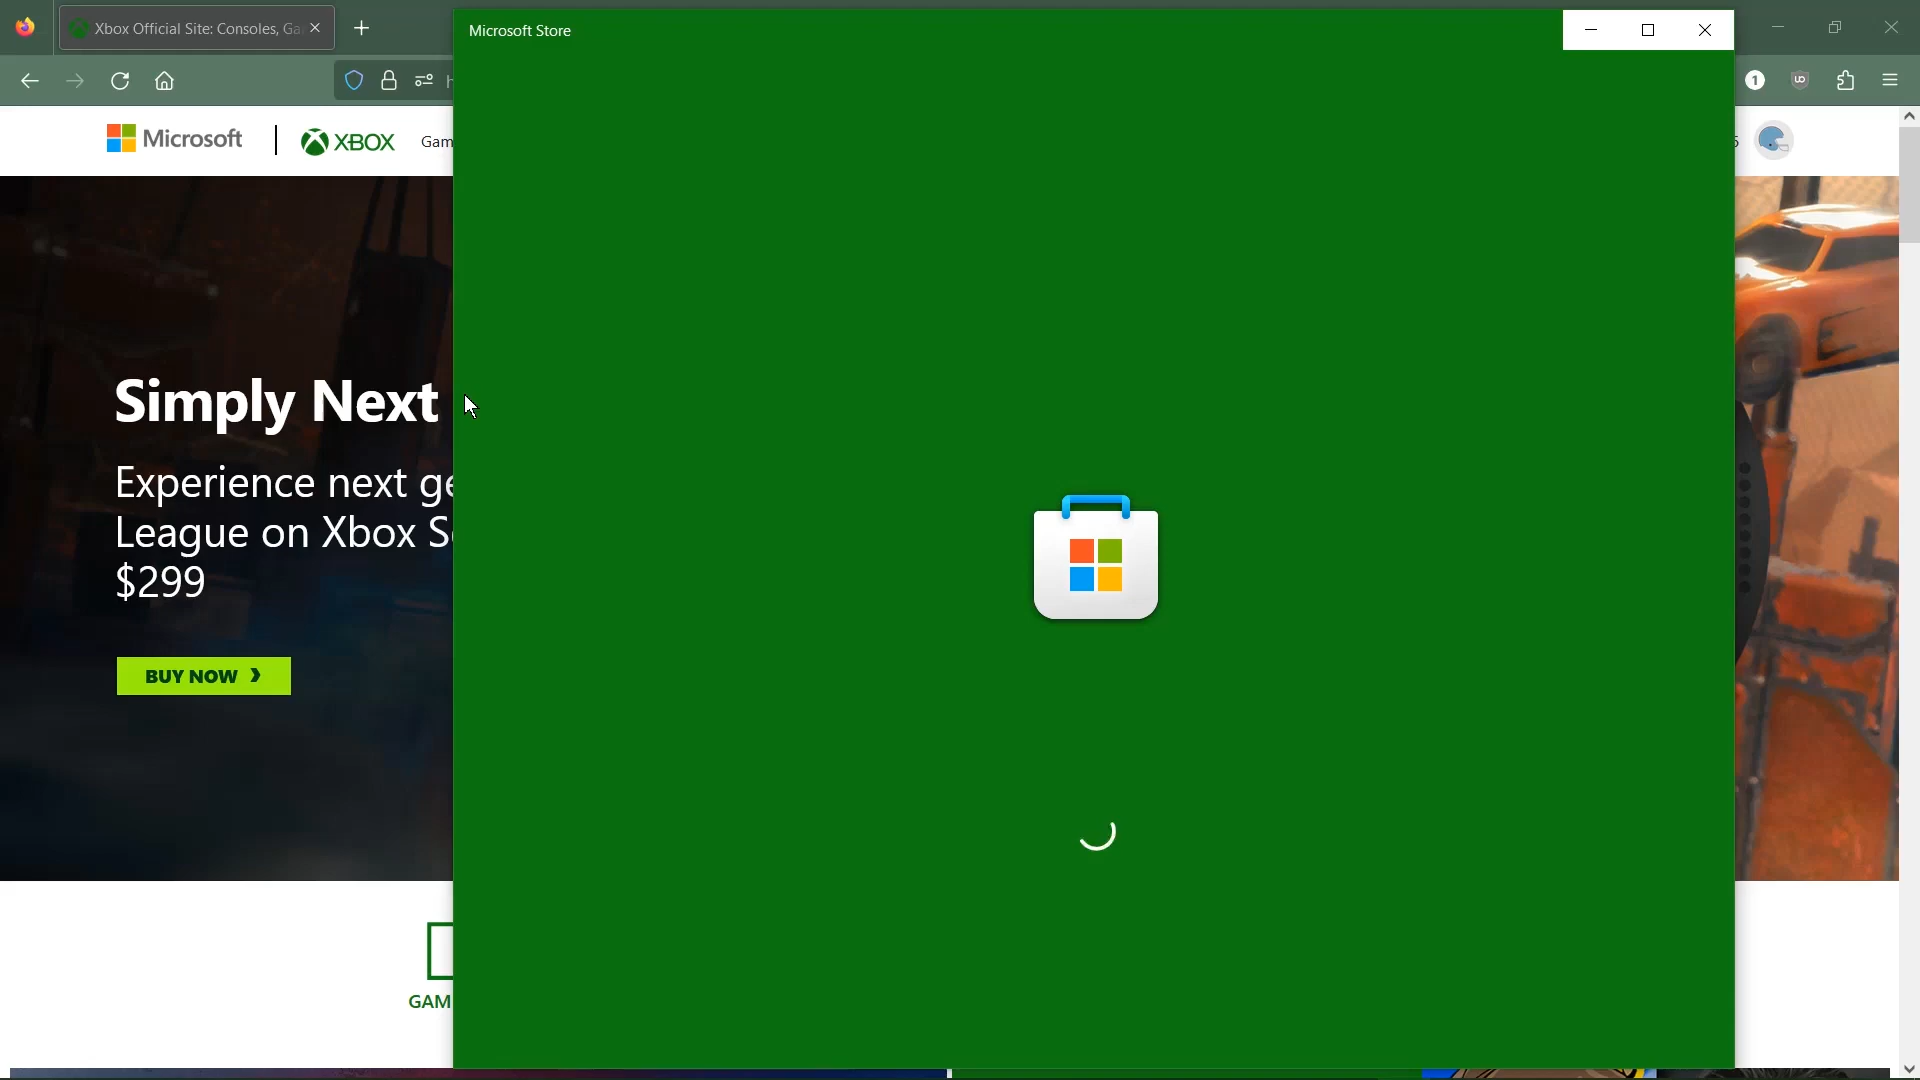 Xbox Official Site: Consoles, Ga
Microsoft Store
1
Microsoft
XBOX
Gam
Simply Next
Experience next ge
League on Xbox S
$299
BUY NOW
GAM